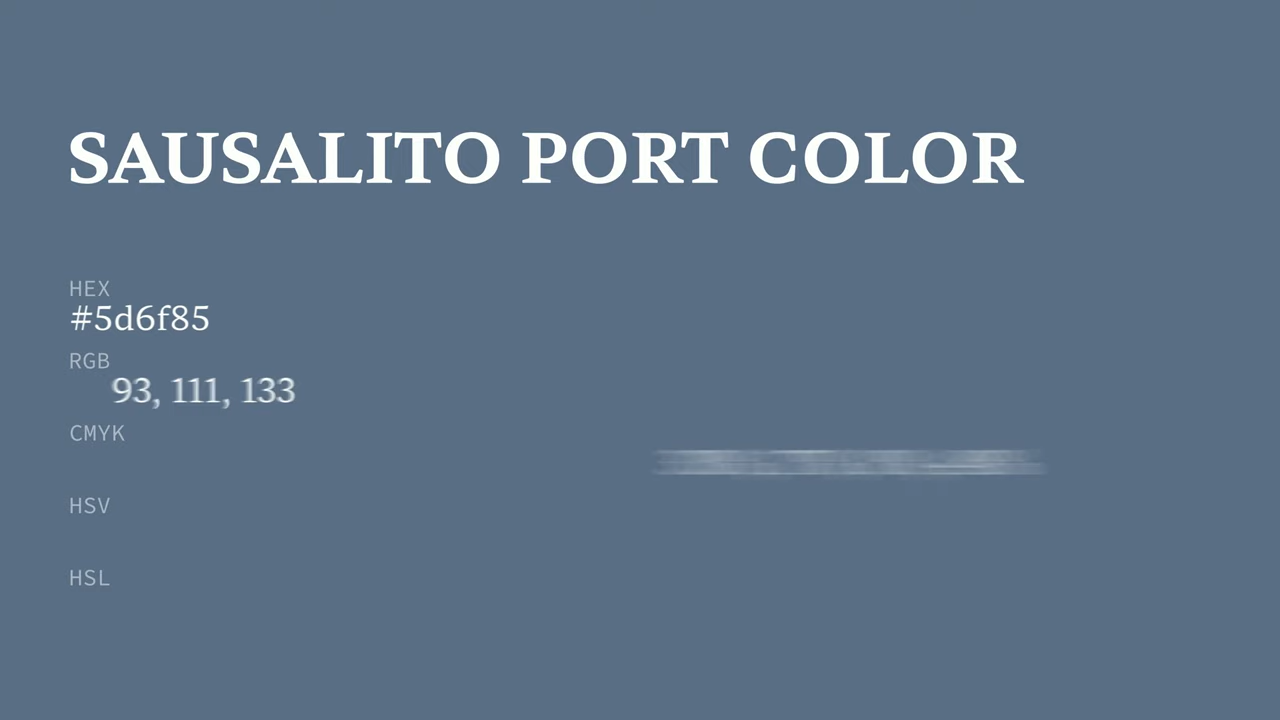 SAUSALITO PORT COLOR
HEX
#5d6f85
RGB
93, 111, 133
CMYK
HSV
HSL